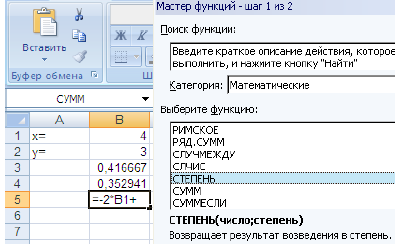 Вставить
Буфер обмена
Ш
СУММ
A B
1 x= 4
2 y= 3
3 0,416667
4 0,352941
5 =-2*B1+
Мастер функций - шаг 1 из 2
Поиск функции:
Введите краткое описание действия, которое
выполнить, и нажмите кнопку "Найти"
Категория: Математические
Выберите функцию:
РИМСКОЕ
РЯД.СУММ
СЛУЧМЕЖДУ
СЛЧИС
СТЕПЕНЬ
СУММ
СУММЕСЛИ
СТЕПЕНЬ(число;степень)
Возвращает результат возведения в степень.